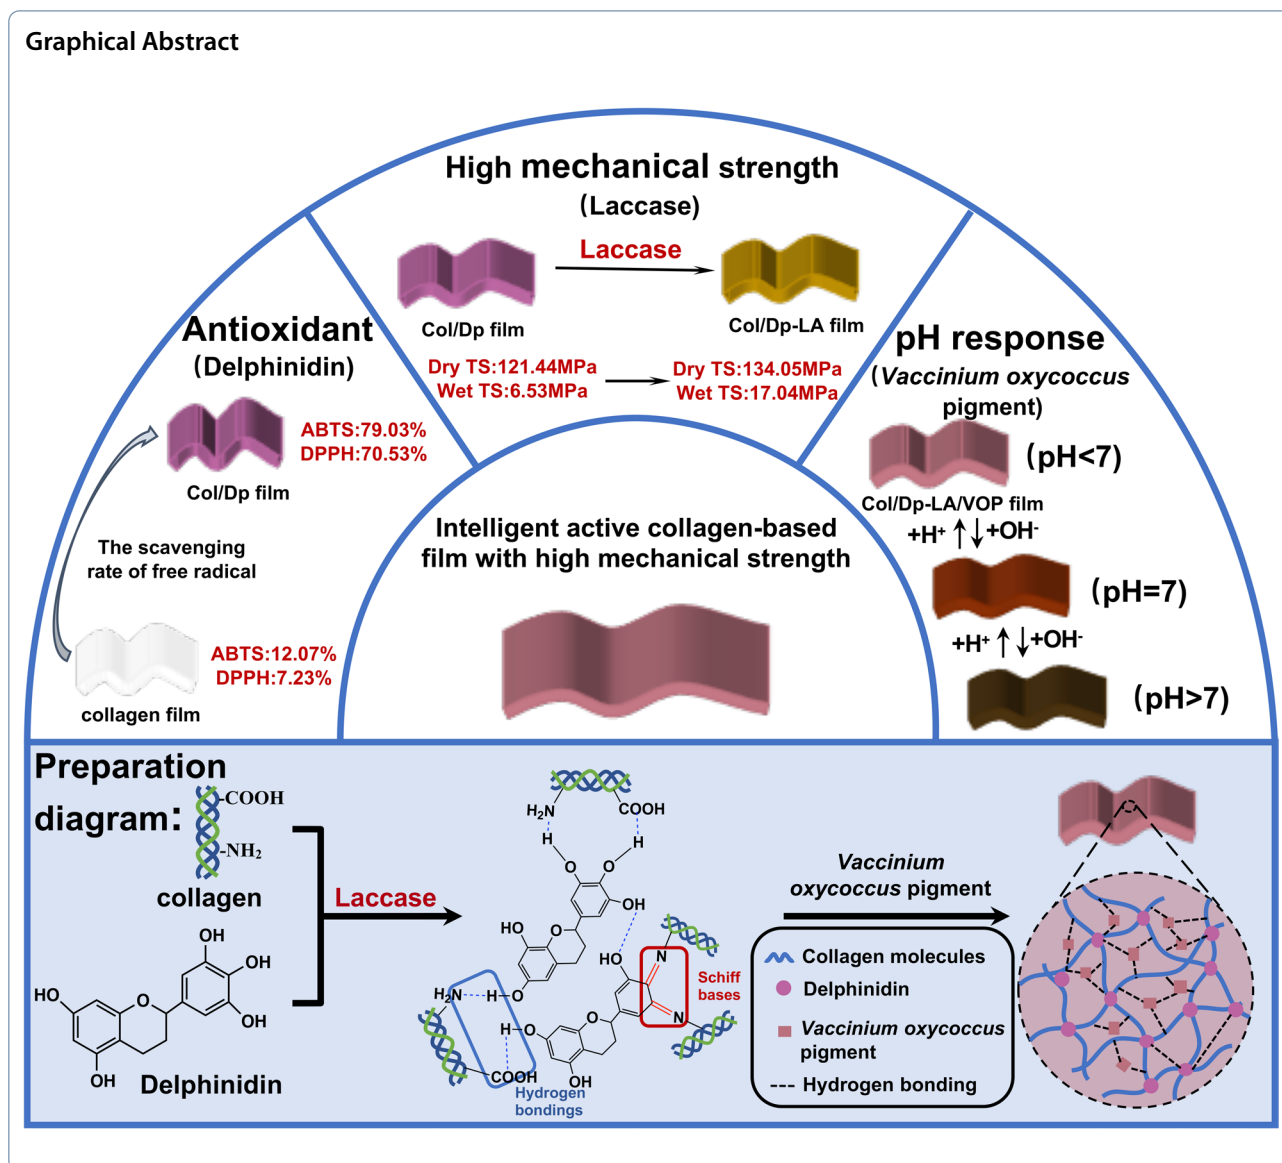 Graphical Abstract
High mechanical strength
(Laccase)
Laccase
Col/Dp film
Col/Dp-LA film
Dry TS:121.44MPa
Wet TS:6.53MPa
Dry TS:134.05MPa
Wet TS:17.04MPa
Antioxidant
(Delphinidin)
ABTS:79.03%
DPPH:70.53%
Col/Dp film
The scavenging
rate of free radical
ABTS:12.07%
DPPH:7.23%
collagen film
pH response
(Vaccinium oxycoccus
pigment)
(pH<7)
Col/Dp-LA/VOP film
+H⁺ +OH⁻
(pH=7)
+H⁺ +OH⁻
(pH>7)
Intelligent active collagen-based
film with high mechanical strength
Preparation
diagram:
-COOH
-NH₂
collagen
OH
OH
HO
O
OH
OH
Delphinidin
Laccase
H₂N
COOH
H
H
O
O
OH
OH
O
O
H
H₂N
HO
N
N
Schiff
bases
H
O
O
OH
COOH
Hydrogen
bondings
Vaccinium
oxycoccus pigment
Collagen molecules
Delphinidin
Vaccinium oxycoccus
pigment
--- Hydrogen bonding